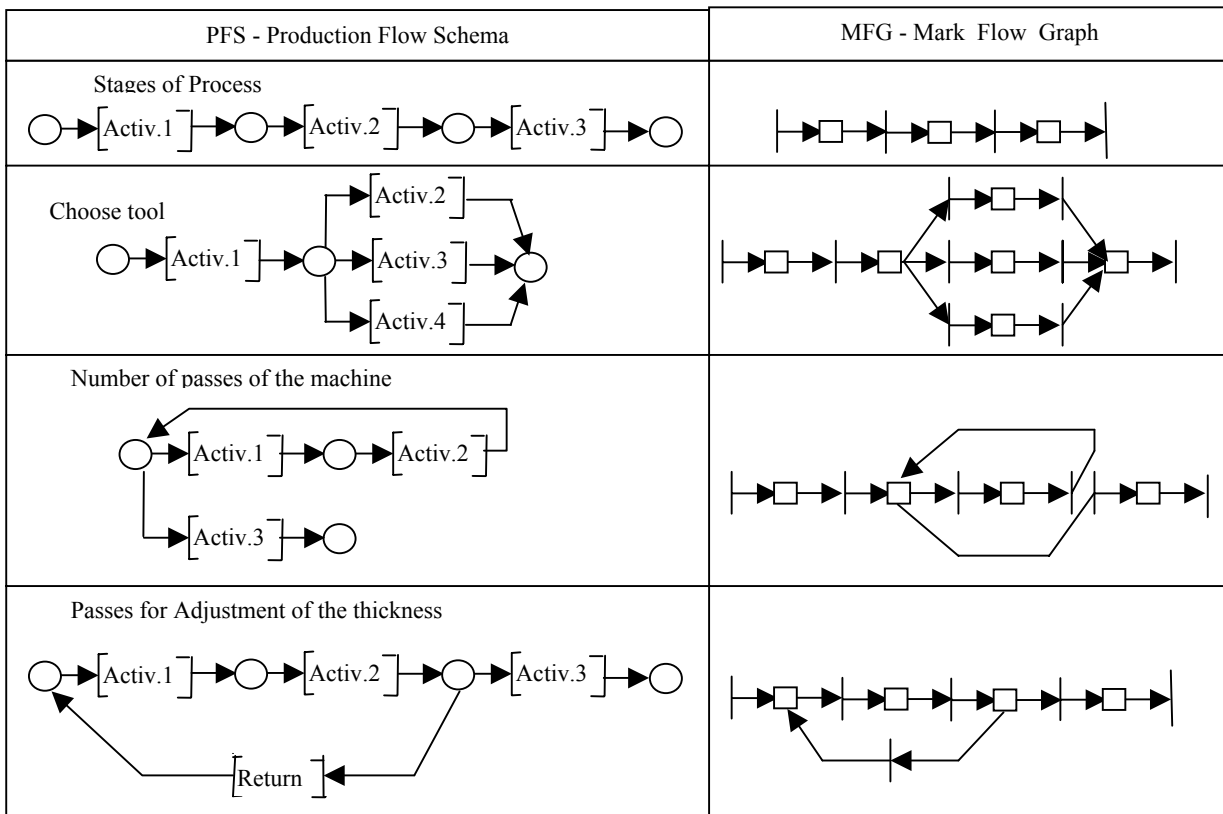 PFS - Production Flow Schema
MFG - Mark Flow Graph
Stages of Process
[Activ.1] [Activ.2] [Activ.3]
Choose tool
[Activ.2]
[Activ.1] [Activ.3]
[Activ.4]
Number of passes of the machine
[Activ.1] [Activ.2]
[Activ.3]
Passes for Adjustment of the thickness
[Activ.1] [Activ.2] [Activ.3]
[Return]